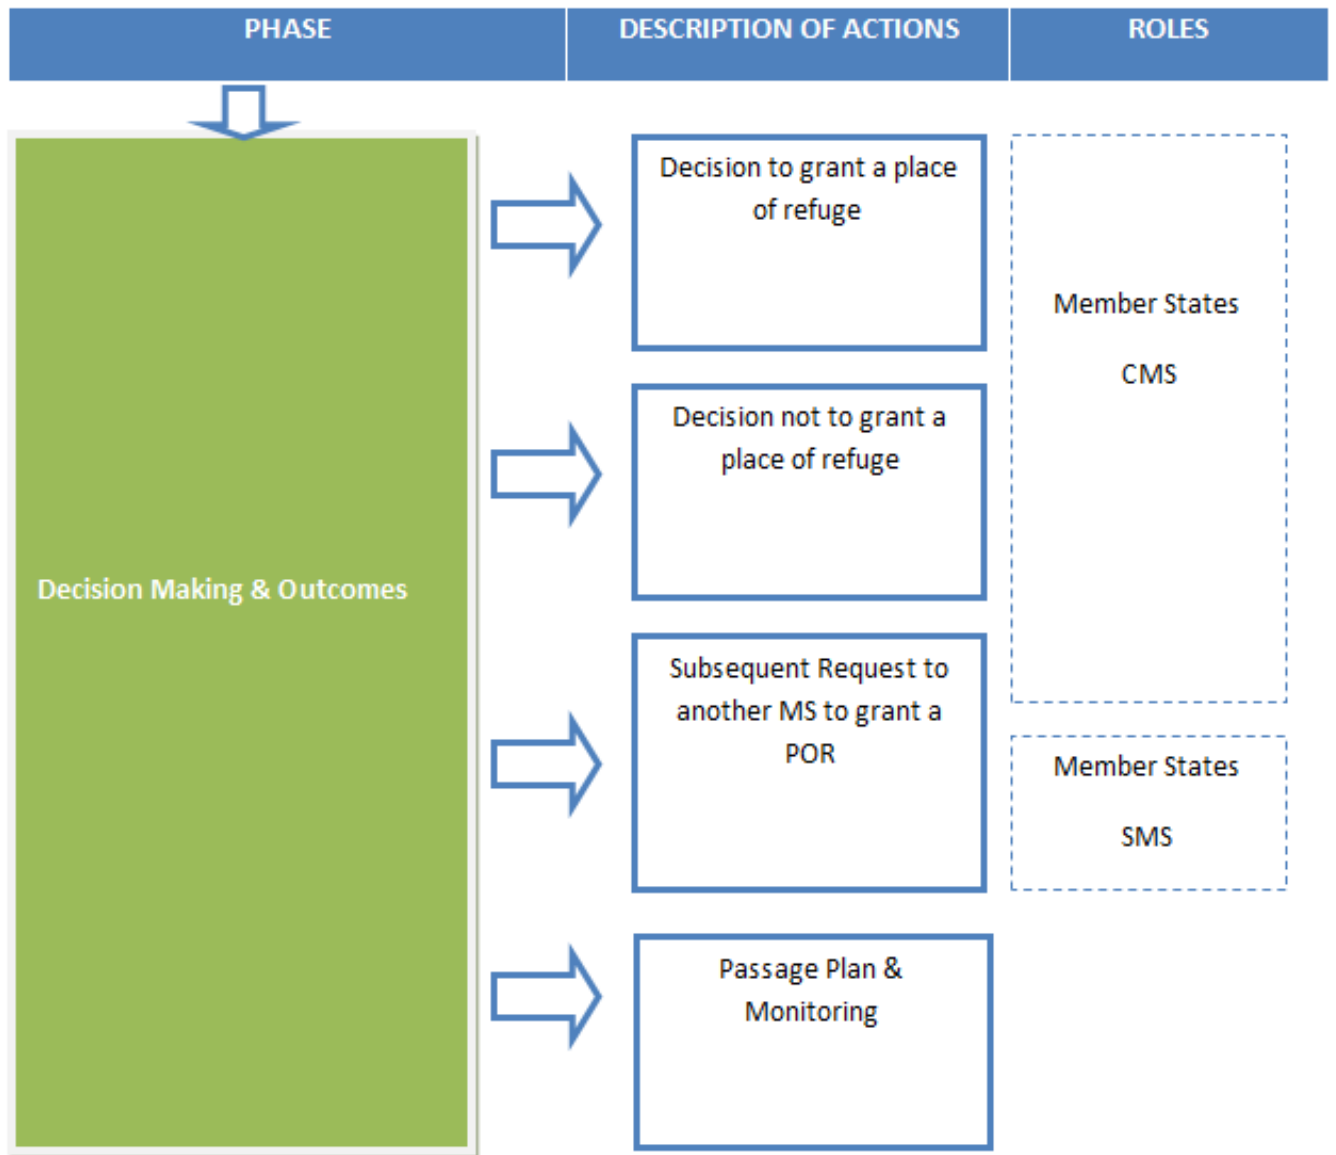 PHASE
DESCRIPTION OF ACTIONS
ROLES
Decision Making & Outcomes
Decision to grant a place
of refuge
Decision not to grant a
place of refuge
Subsequent Request to
another MS to grant a
POR
Passage Plan &
Monitoring
Member States
CMS
Member States
SMS